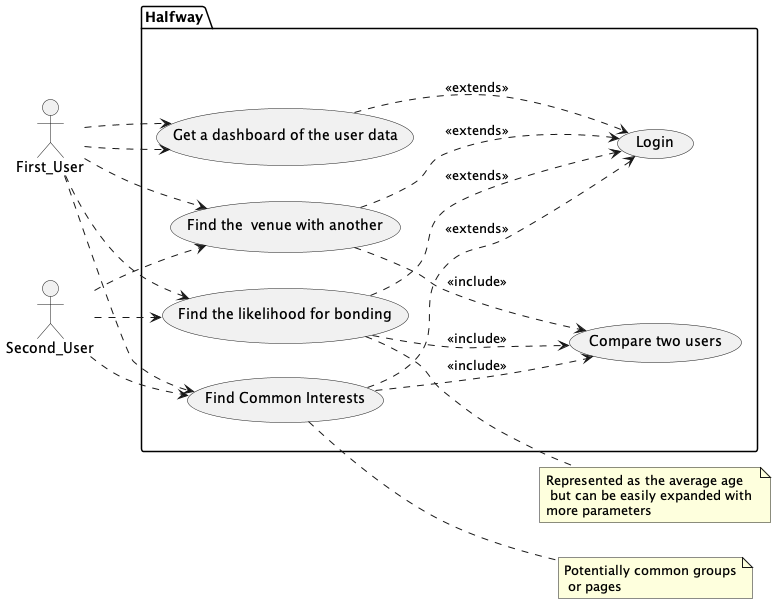 Halfway
«extends»
Get a dashboard of the user data
«extends»
Login
First_User
«extends»
Find the  venue with another
«extends»
«include»
Find the likelihood for bonding
«include»
Compare two users
Second_User
«include»
Find Common Interests
Represented as the average age
but can be easily expanded with
more parameters
Potentially common groups
or pages